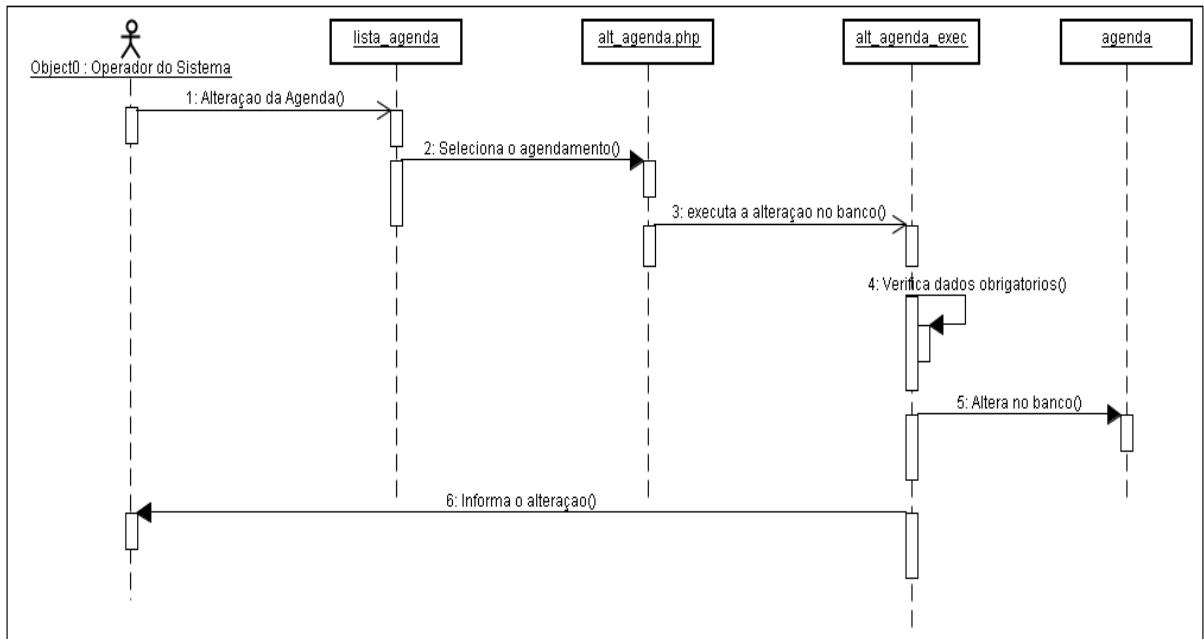 lista_agenda
alt_agenda.php
alt_agenda_exec
agenda
Object0 : Operador do Sistema
1: Alteraçao da Agenda()
2: Seleciona o agendamento()
3: executa a alteraçao no banco()
4: Verifica dados obrigatorios()
5: Altera no banco()
6: Informa o alteraçao()